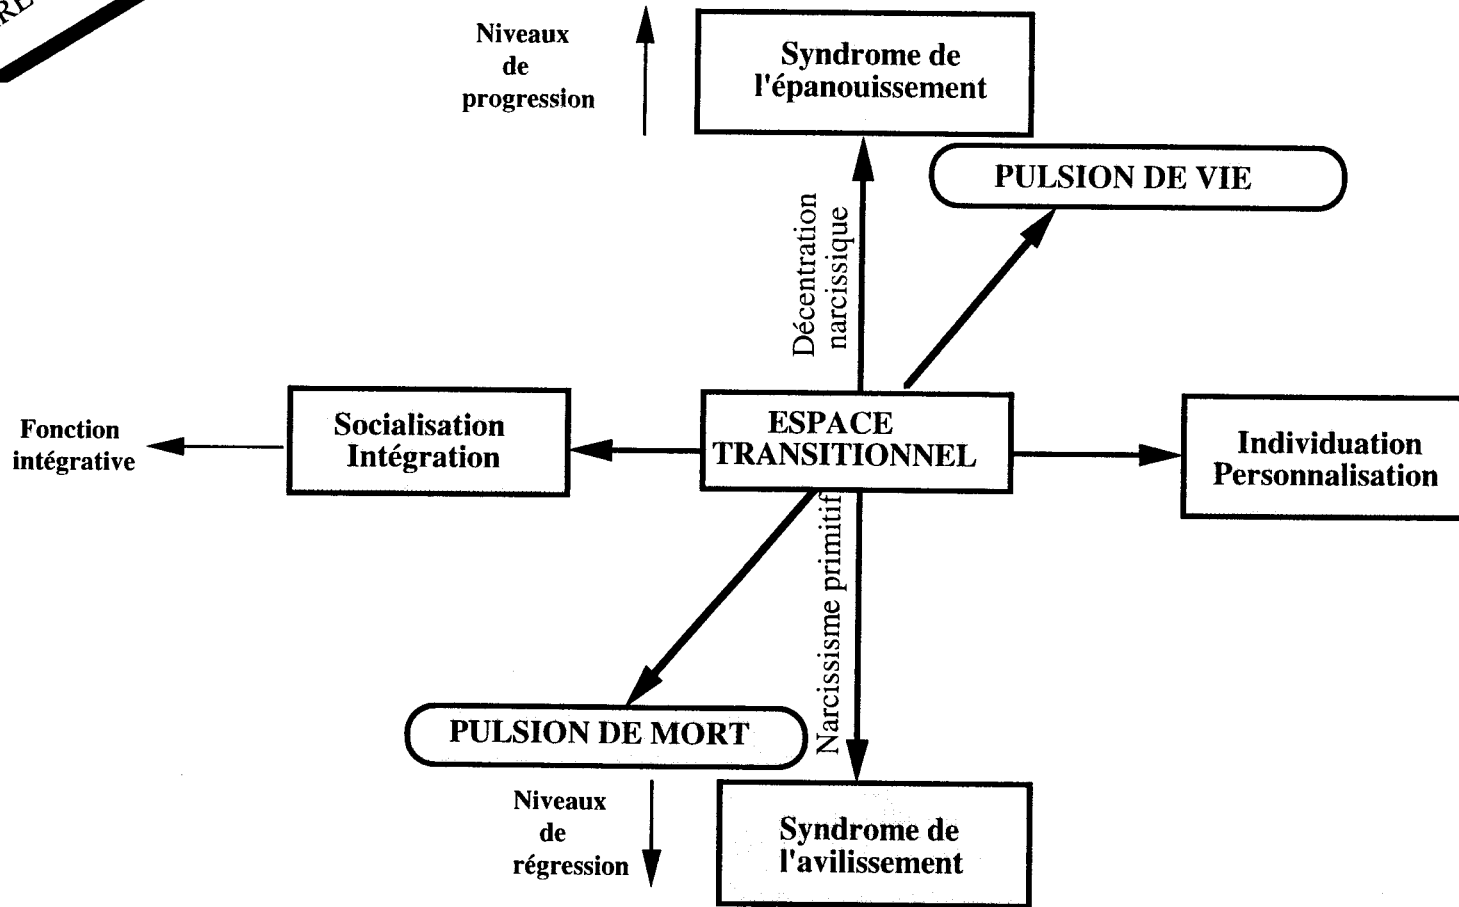 Niveaux
de
progression
Syndrome de
l'épanouissement
PULSION DE VIE
Décentration
narcissique
Fonction
intégrative
Socialisation
Intégration
ESPACE
TRANSITIONNEL
Individuation
Personnalisation
Narcissisme primitif
PULSION DE MORT
Niveaux
de
régression
Syndrome de
l'avilissement